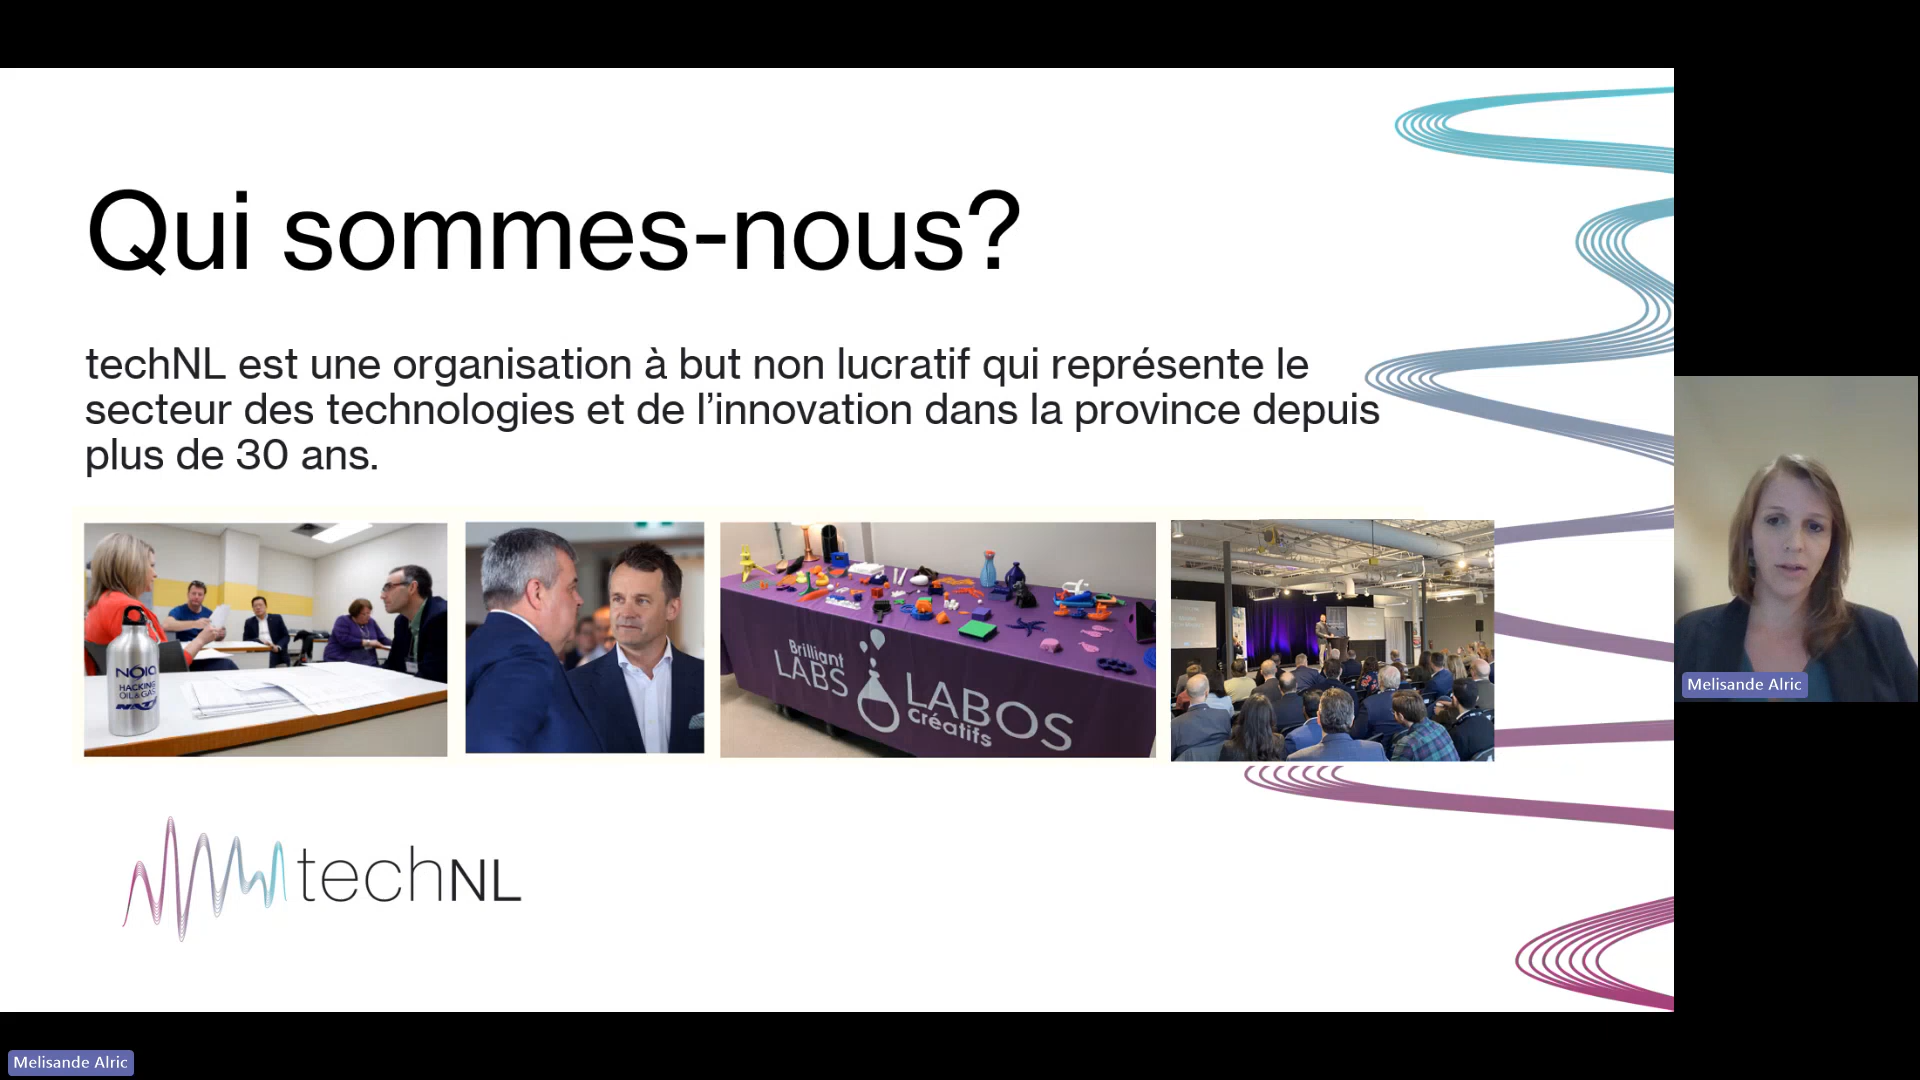 Qui sommes-nous?
techNL est une organisation à but non lucratif qui représente le
secteur des technologies et de l’innovation dans la province depuis
plus de 30 ans.
HACKING
OIL & GAS
Brilliant
LABS
LABOS
créatifs
techNL
Melisande Alric
Melisande Alric